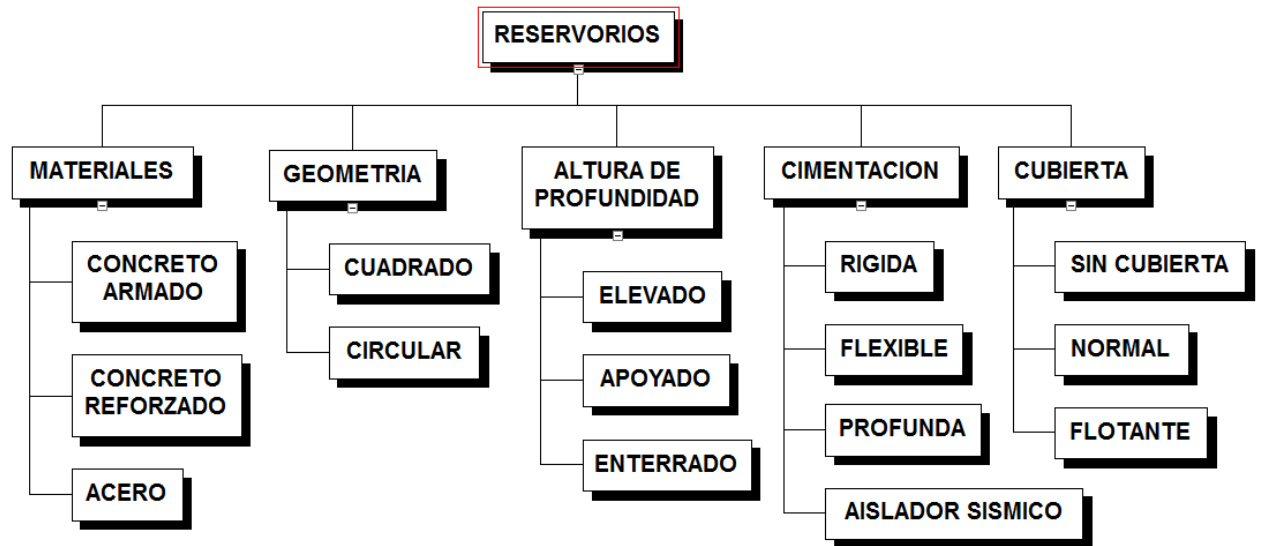 RESERVORIOS
MATERIALES
CONCRETO
ARMADO
CONCRETO
REFORZADO
ACERO
GEOMETRIA
CUADRADO
CIRCULAR
ALTURA DE
PROFUNDIDAD
ELEVADO
APOYADO
ENTERRADO
CIMENTACION
RIGIDA
FLEXIBLE
PROFUNDA
AISLADOR SISMICO
CUBIERTA
SIN CUBIERTA
NORMAL
FLOTANTE